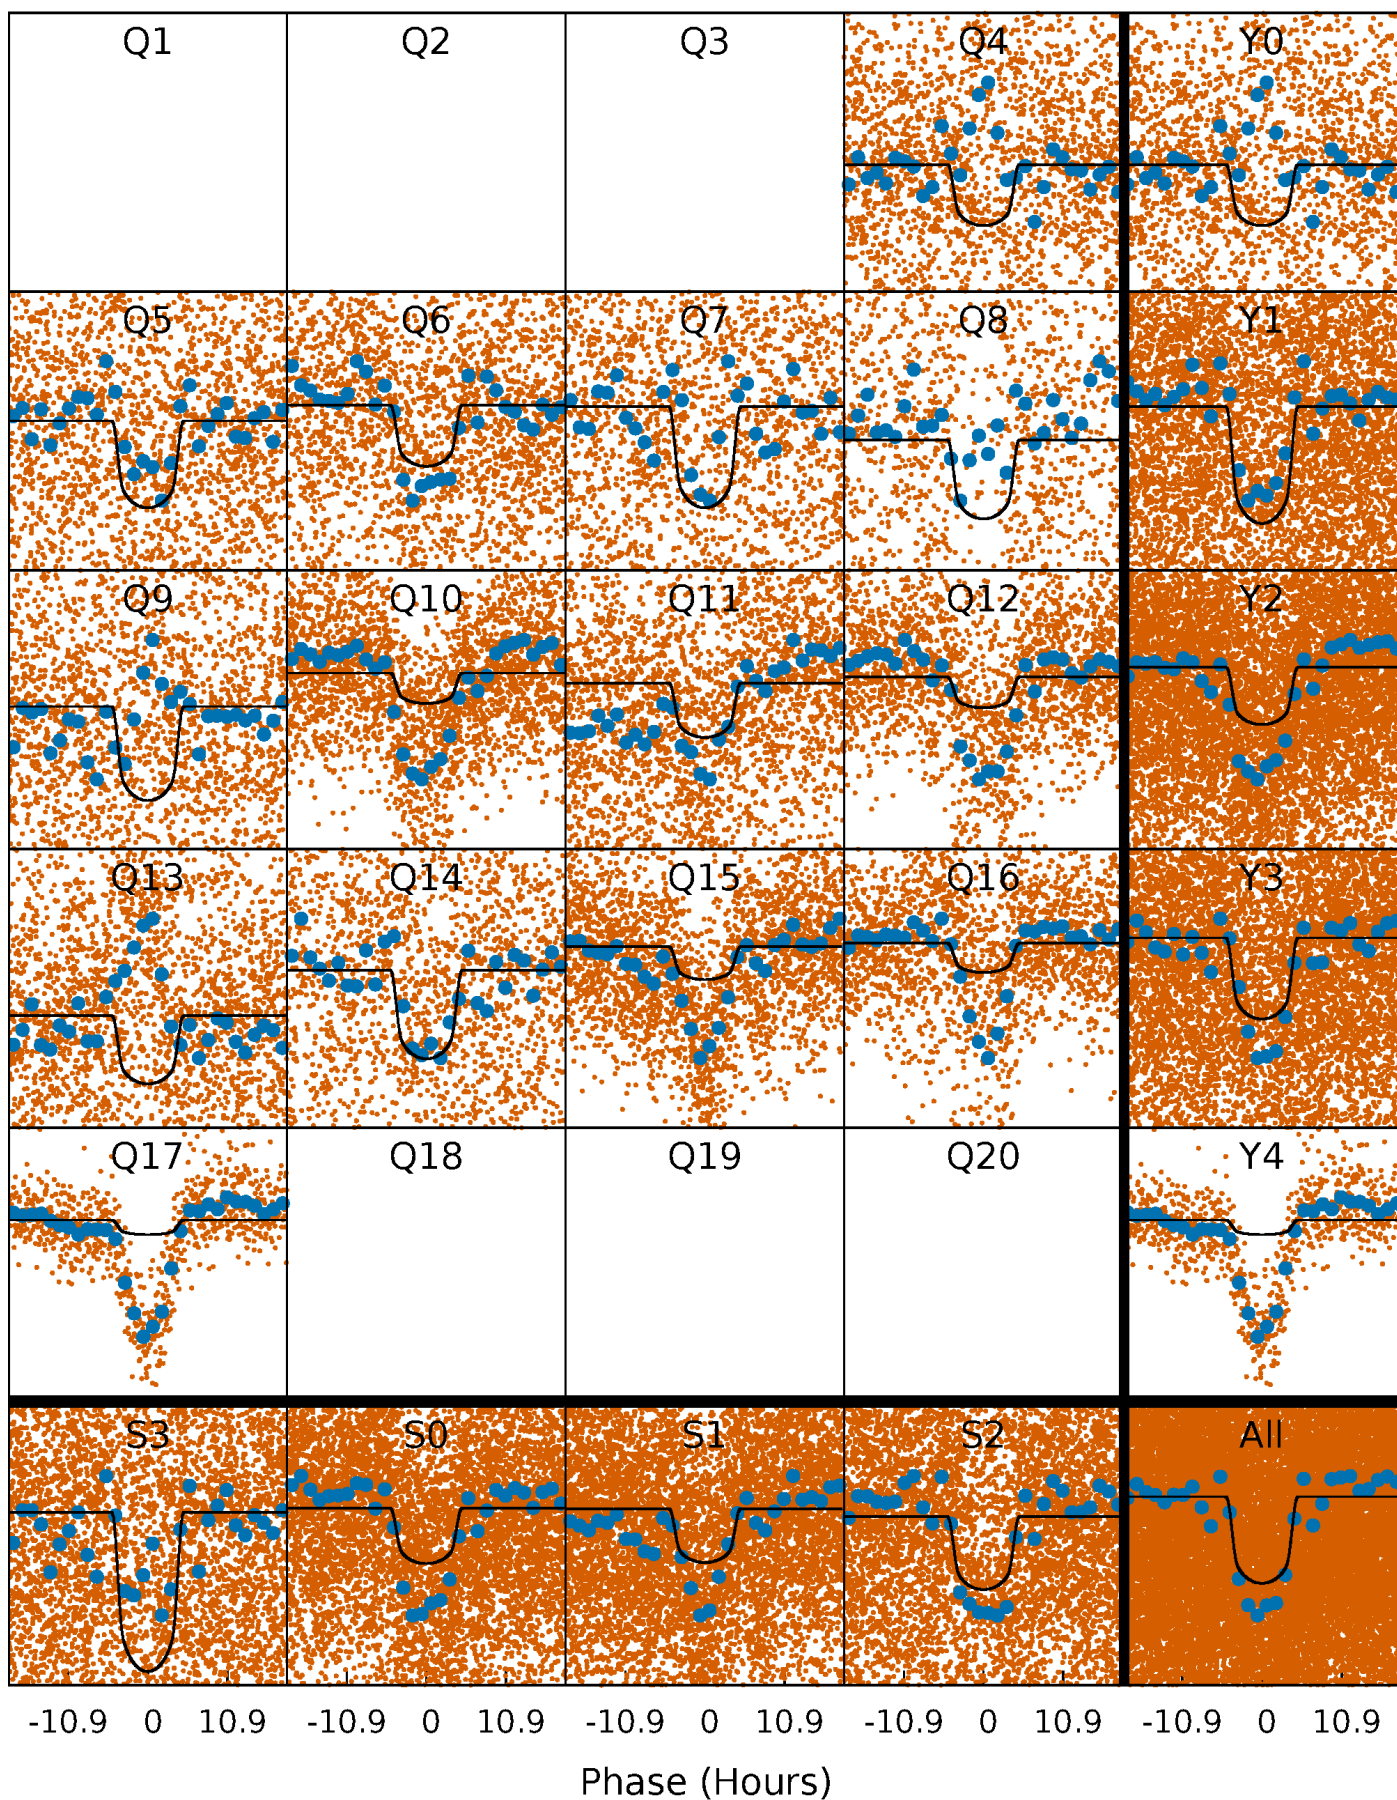 Q1 Q2 Q3 Q4 Y0
Q5 Q6 Q7 Q8 Y1
Q9 Q10 Q11 Q12 Y2
Q13 Q14 Q15 Q16 Y3
Q17 Q18 Q19 Q20 Y4
S3 S0 S1 S2 All
-10.9 0 10.9 -10.9 0 10.9 -10.9 0 10.9 -10.9 0 10.9 -10.9 0 10.9
Phase (Hours)